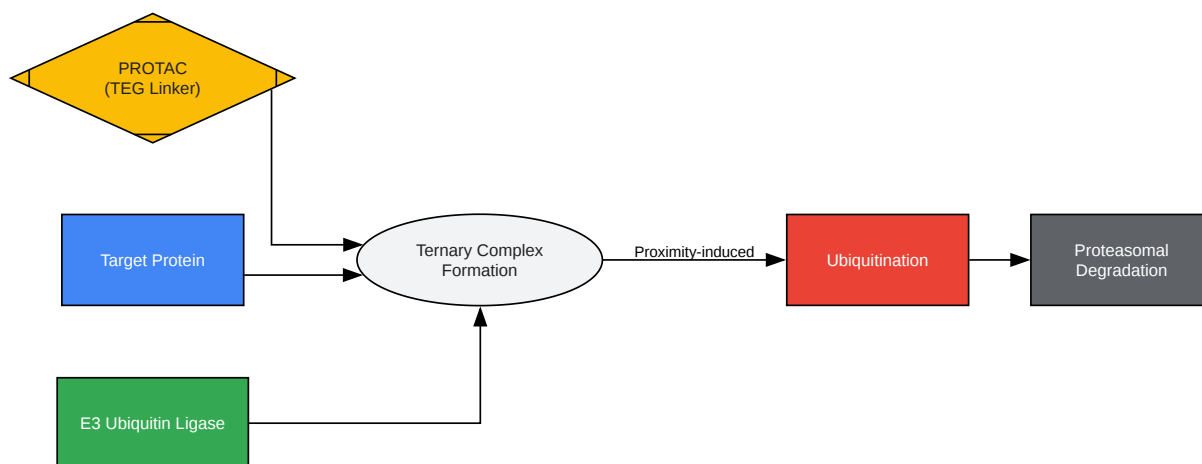 PROTAC
(TEG Linker)
Target Protein
E3 Ubiquitin Ligase
Ternary Complex
Formation
Proximity-induced
Ubiquitination
Proteasomal
Degradation